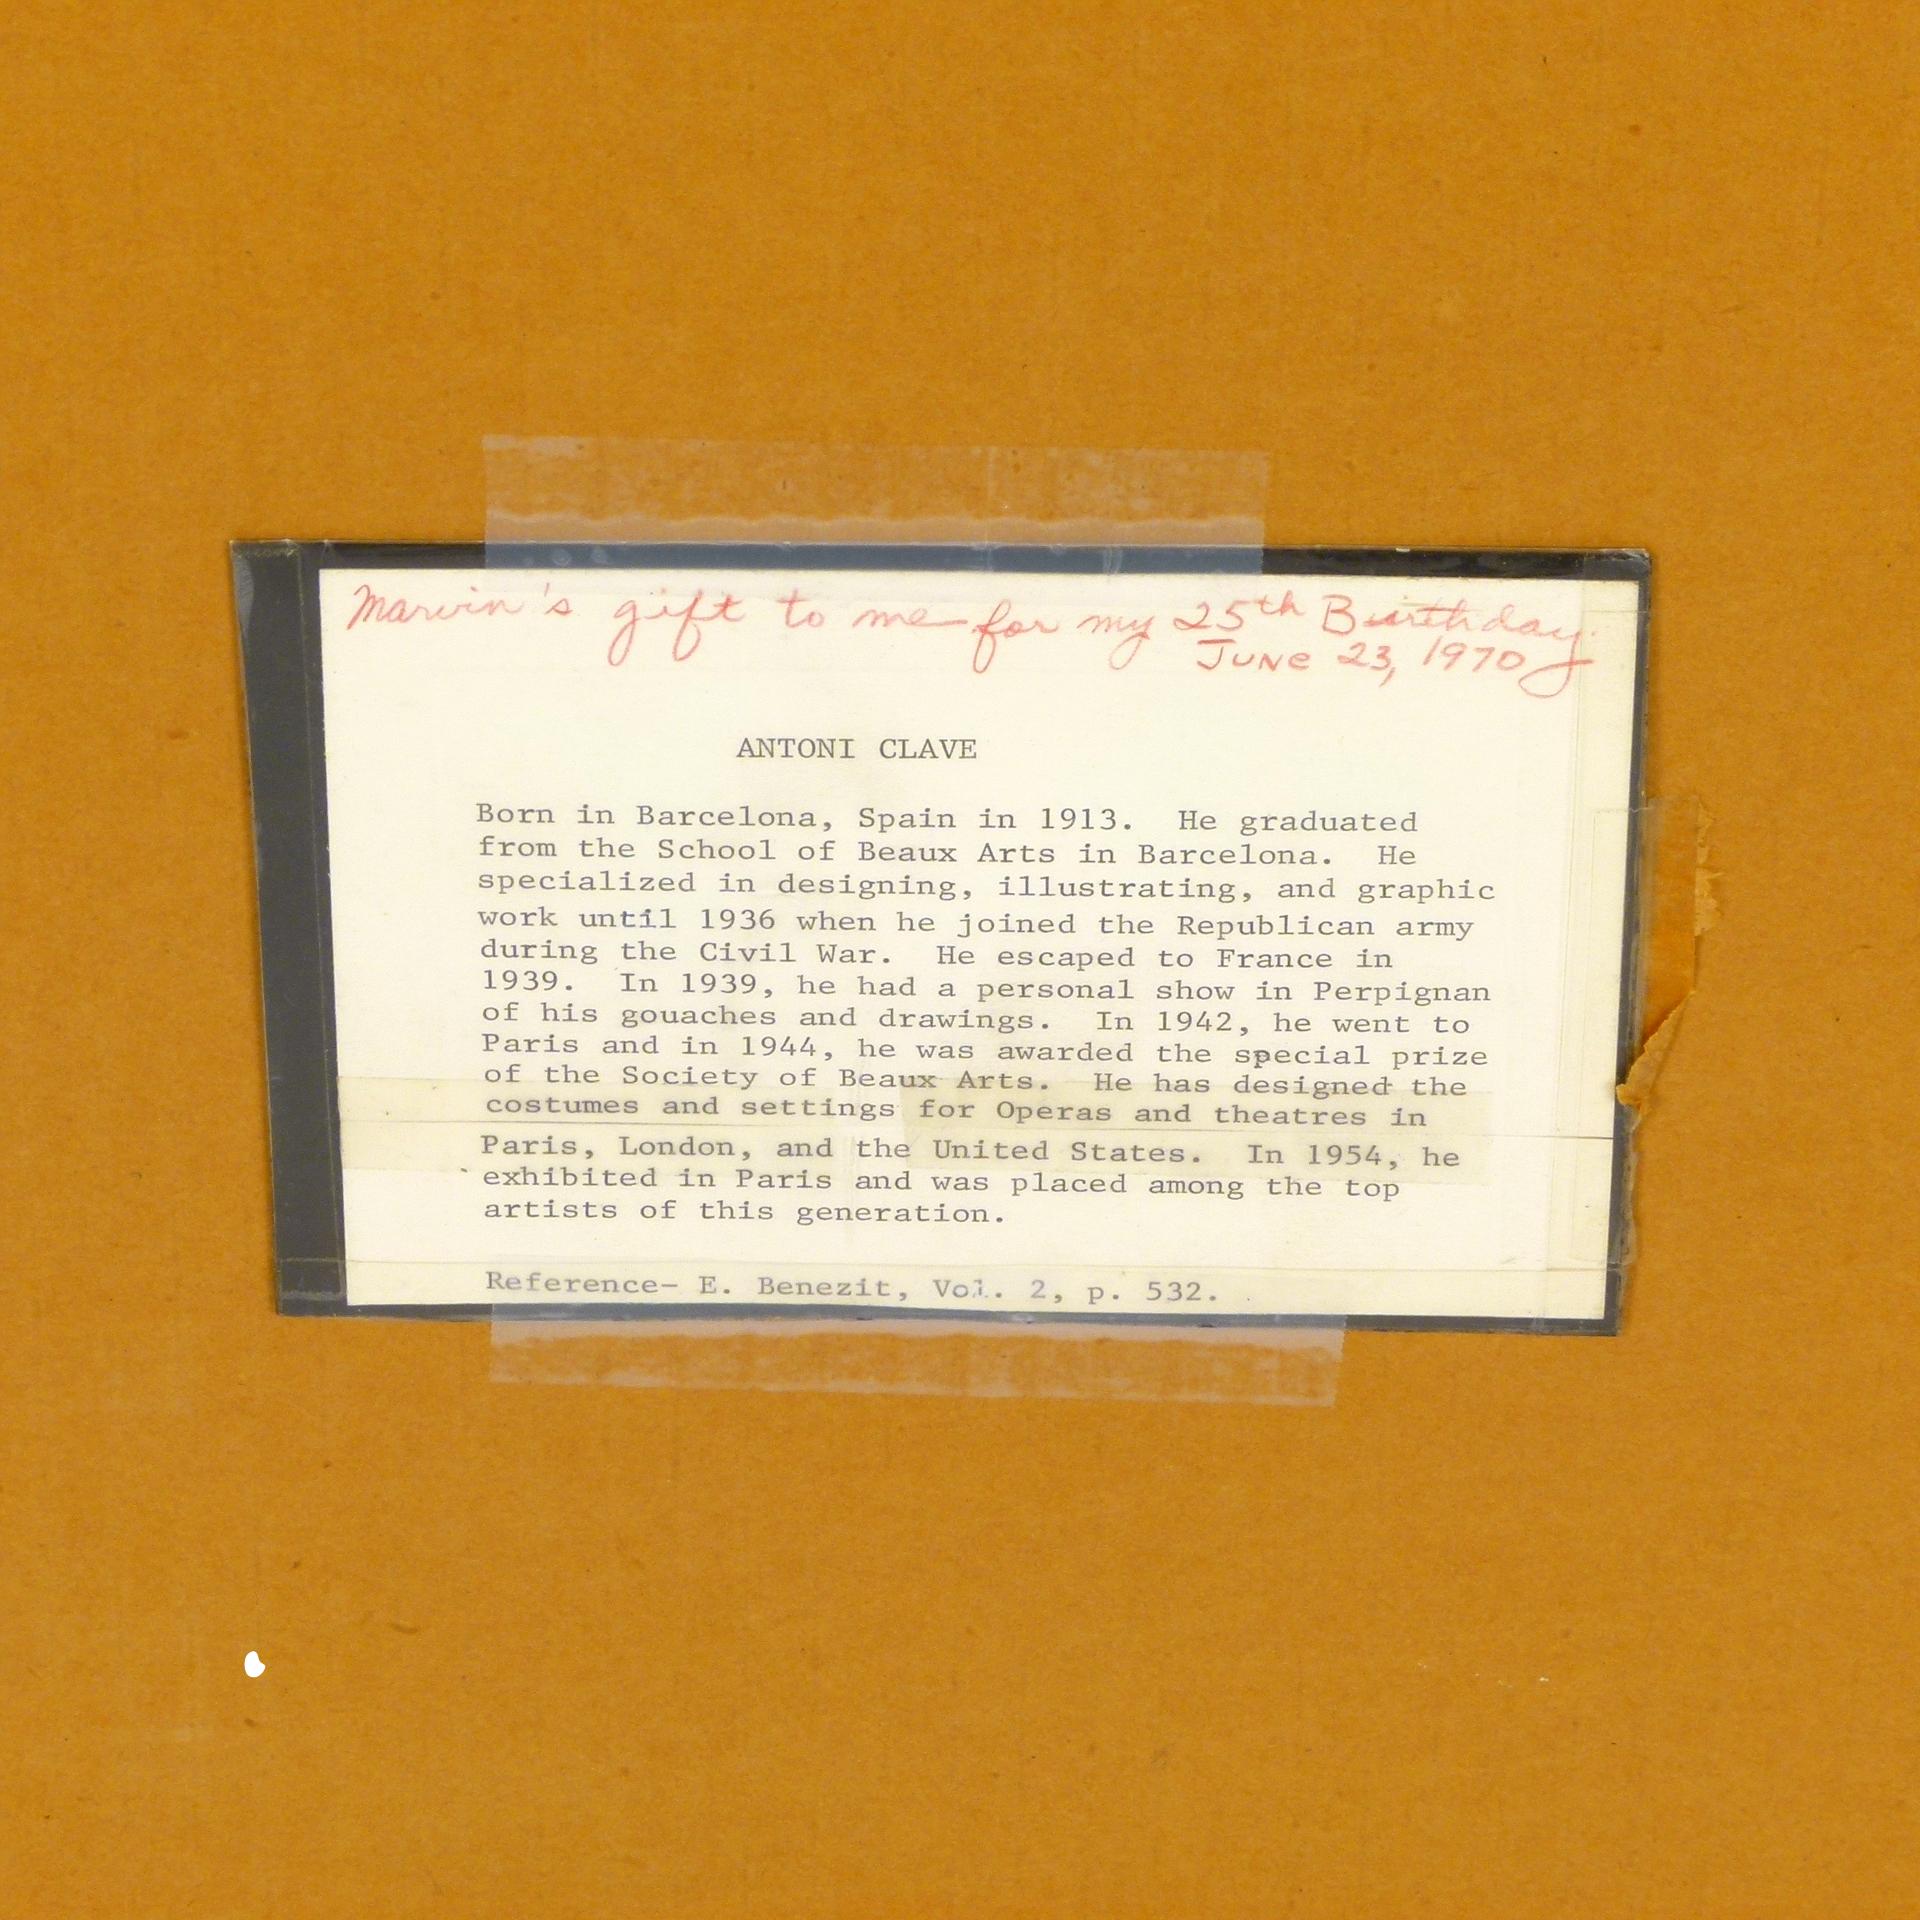 Marvin's gift to me for my 25th Birthday.
June 23, 1970
ANTONI CLAVE
Born in Barcelona, Spain in 1913. He graduated
from the School of Beaux Arts in Barcelona. He
specialized in designing, illustrating, and graphic
work until 1936 when he joined the Republican army
during the Civil War. He escaped to France in
1939. In 1939, he had a personal show in Perpignan
of his gouaches and drawings. In 1942, he went to
Paris and in 1944, he was awarded the special prize
of the Society of Beaux Arts. He has designed the
costumes and settings for Operas and theatres in
Paris, London, and the United States. In 1954, he
exhibited in Paris and was placed among the top
artists of this generation.
Reference- E. Benezit, Vol. 2, p. 532.